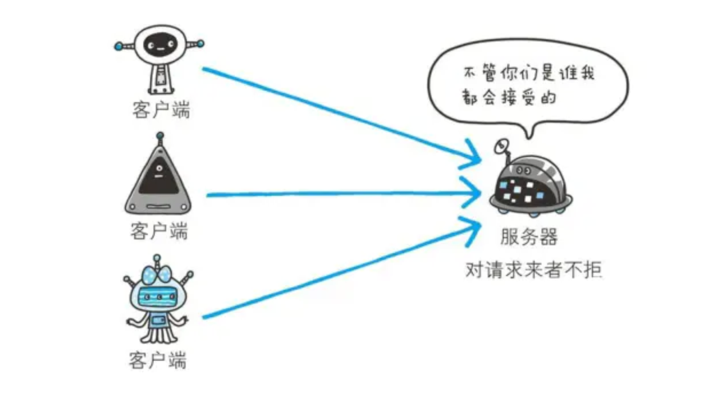 不管你们是谁我
都会接受的
客户端
客户端
服务器
对请求来者不拒
客户端